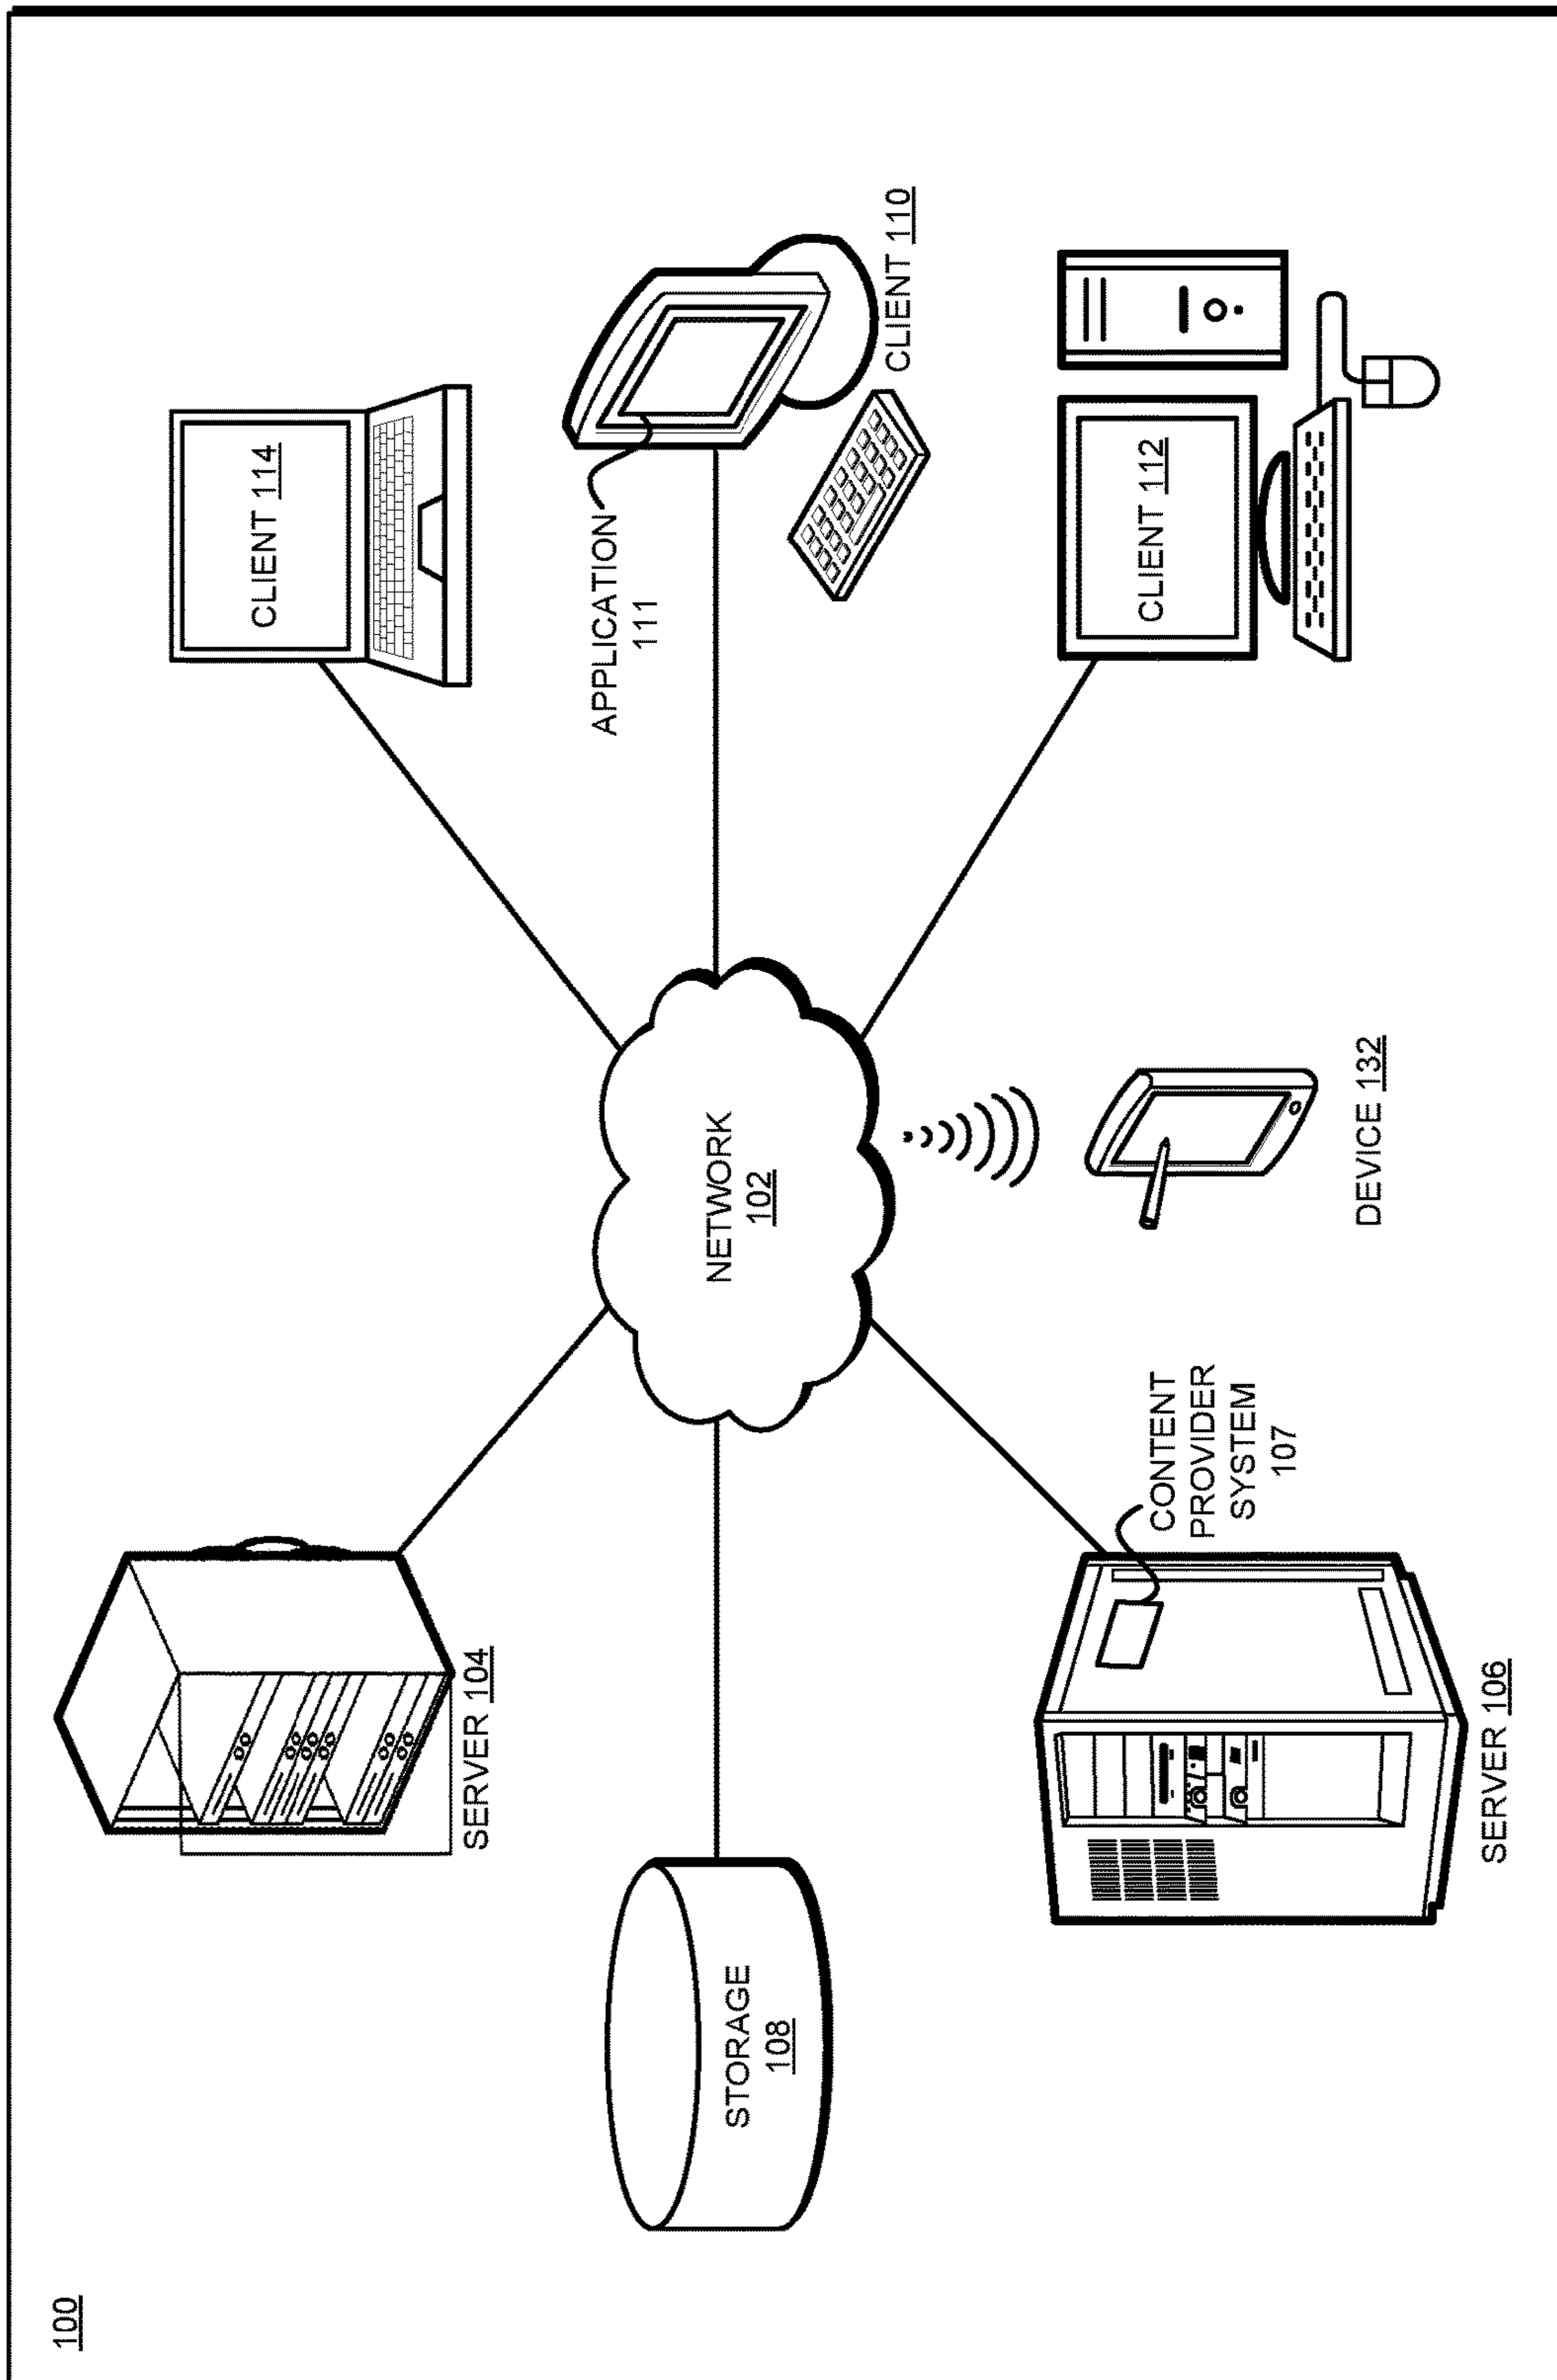 100
SERVER 104
STORAGE
108
SERVER 106
CONTENT
PROVIDER
SYSTEM
107
NETWORK
102
DEVICE 132
CLIENT 114
APPLICATION
111
CLIENT 110
CLIENT 112